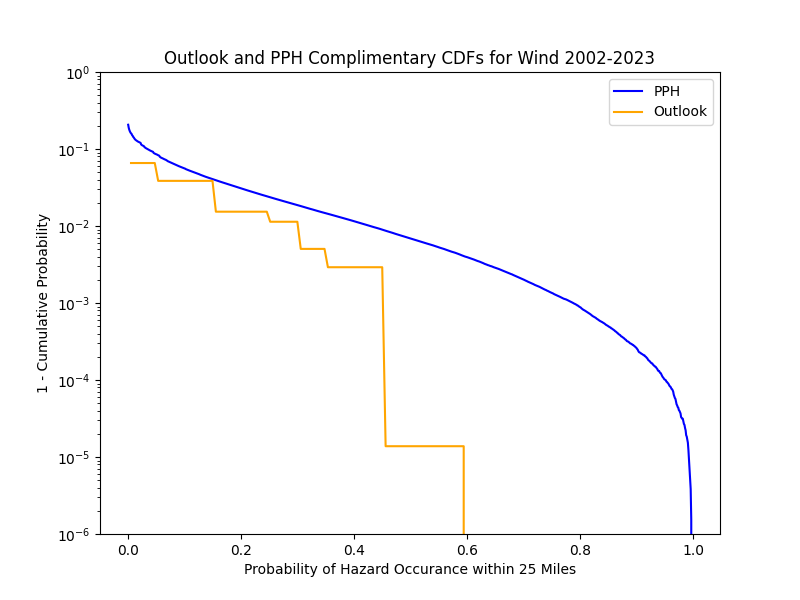 Outlook and PPH Complimentary CDFs for Wind 2002-2023
PPH
Outlook
10⁰
10⁻¹
10⁻²
10⁻³
10⁻⁴
10⁻⁵
10⁻⁶
1 - Cumulative Probability
0.0 0.2 0.4 0.6 0.8 1.0
Probability of Hazard Occurance within 25 Miles